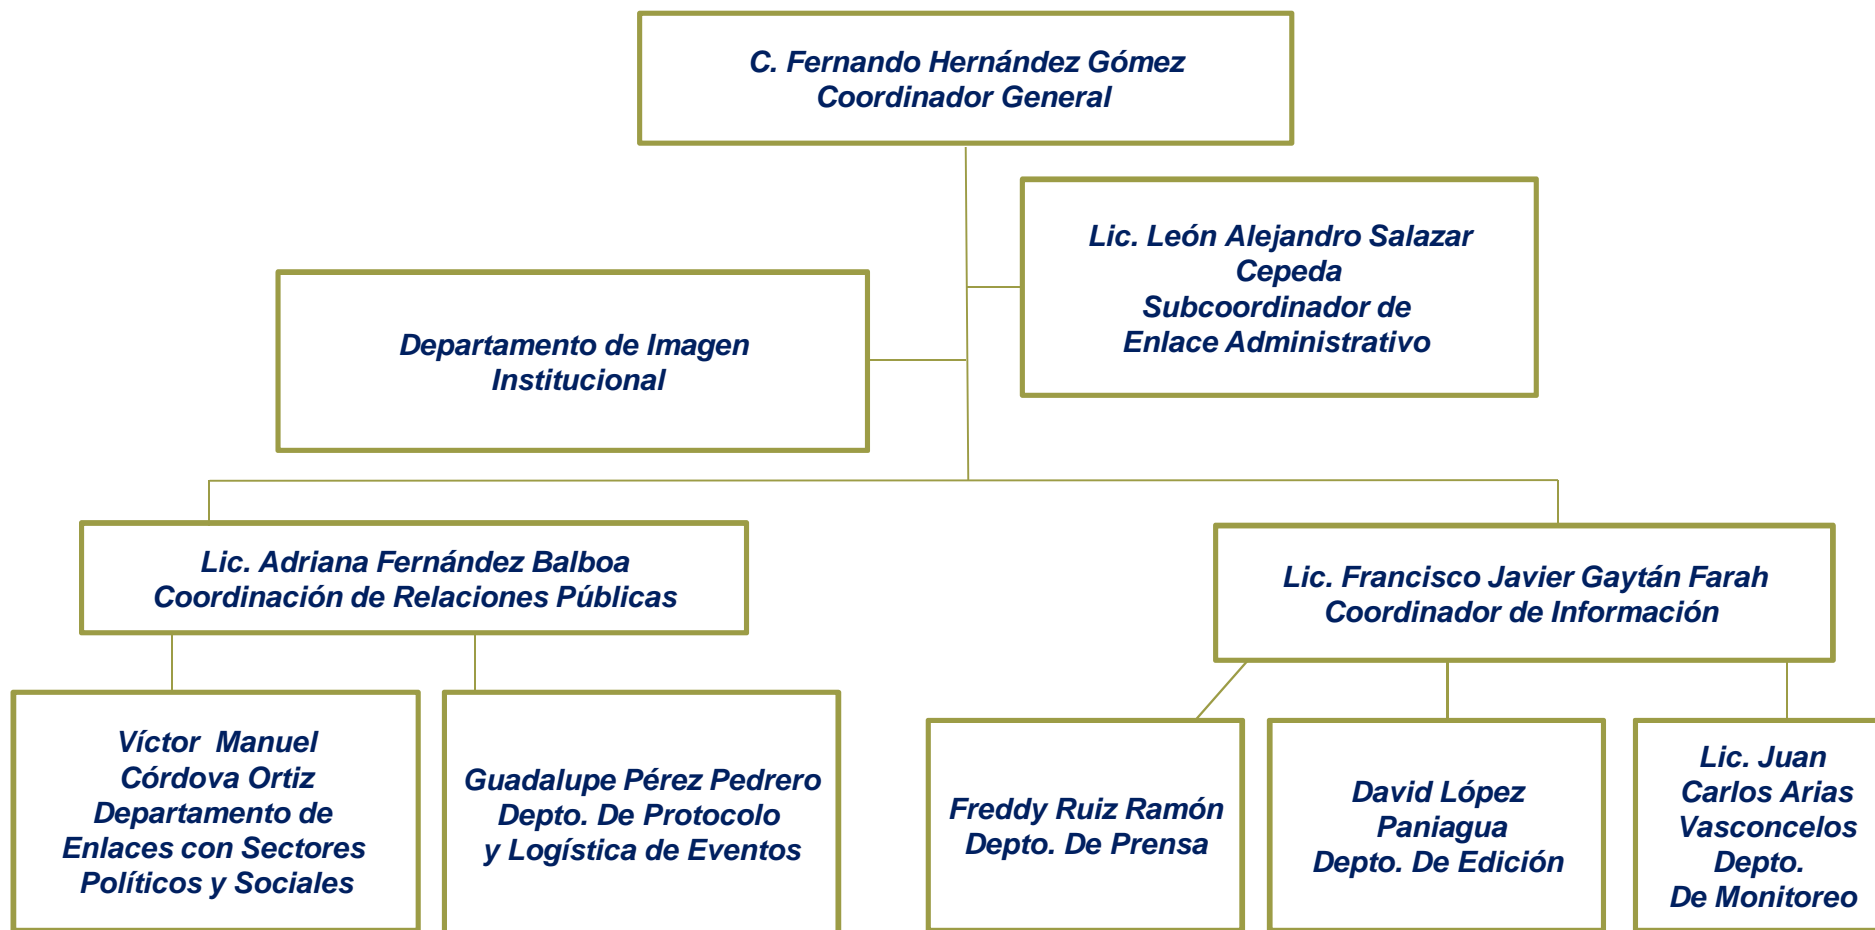 C. Fernando Hernández Gómez
Coordinador General
Lic. León Alejandro Salazar
Cepeda
Subcoordinador de
Enlace Administrativo
Departamento de Imagen
Institucional
Lic. Adriana Fernández Balboa
Coordinación de Relaciones Públicas
Lic. Francisco Javier Gaytán Farah
Coordinador de Información
Víctor  Manuel
Córdova Ortiz
Departamento de
Enlaces con Sectores
Políticos y Sociales
Guadalupe Pérez Pedrero
Depto. De Protocolo
y Logística de Eventos
Freddy Ruiz Ramón
Depto. De Prensa
David López
Paniagua
Depto. De Edición
Lic. Juan
Carlos Arias
Vasconcelos
Depto.
De Monitoreo